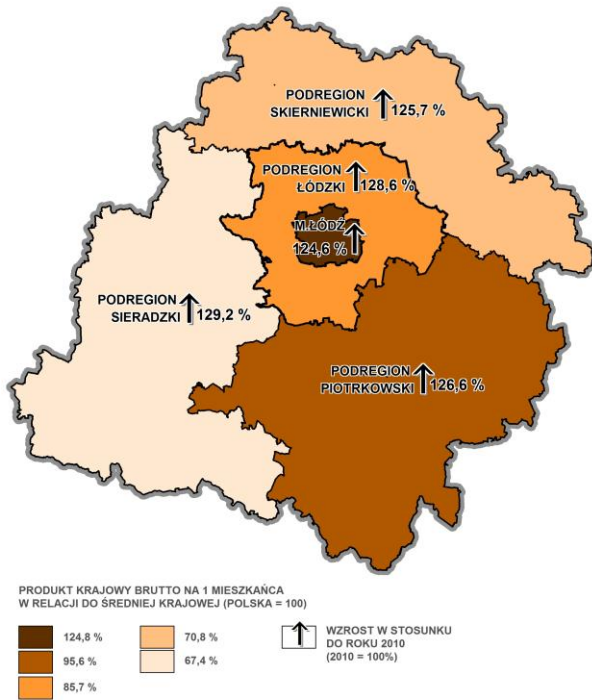 PODREGION
SKIERNIEWICKI
125,7 %
PODREGION
ŁÓDZKI
128,6 %
M.ŁÓDŹ
124,6 %
PODREGION
SIERADZKI
129,2 %
PODREGION
PIOTRKOWSKI
126,6 %
PRODUKT KRAJOWY BRUTTO NA 1 MIESZKAŃCA
W RELACJI DO ŚREDNIEJ KRAJOWEJ (POLSKA = 100)
124,8 %
95,6 %
85,7 %
70,8 %
67,4 %
WZROST W STOSUNKU
DO ROKU 2010
(2010 = 100%)